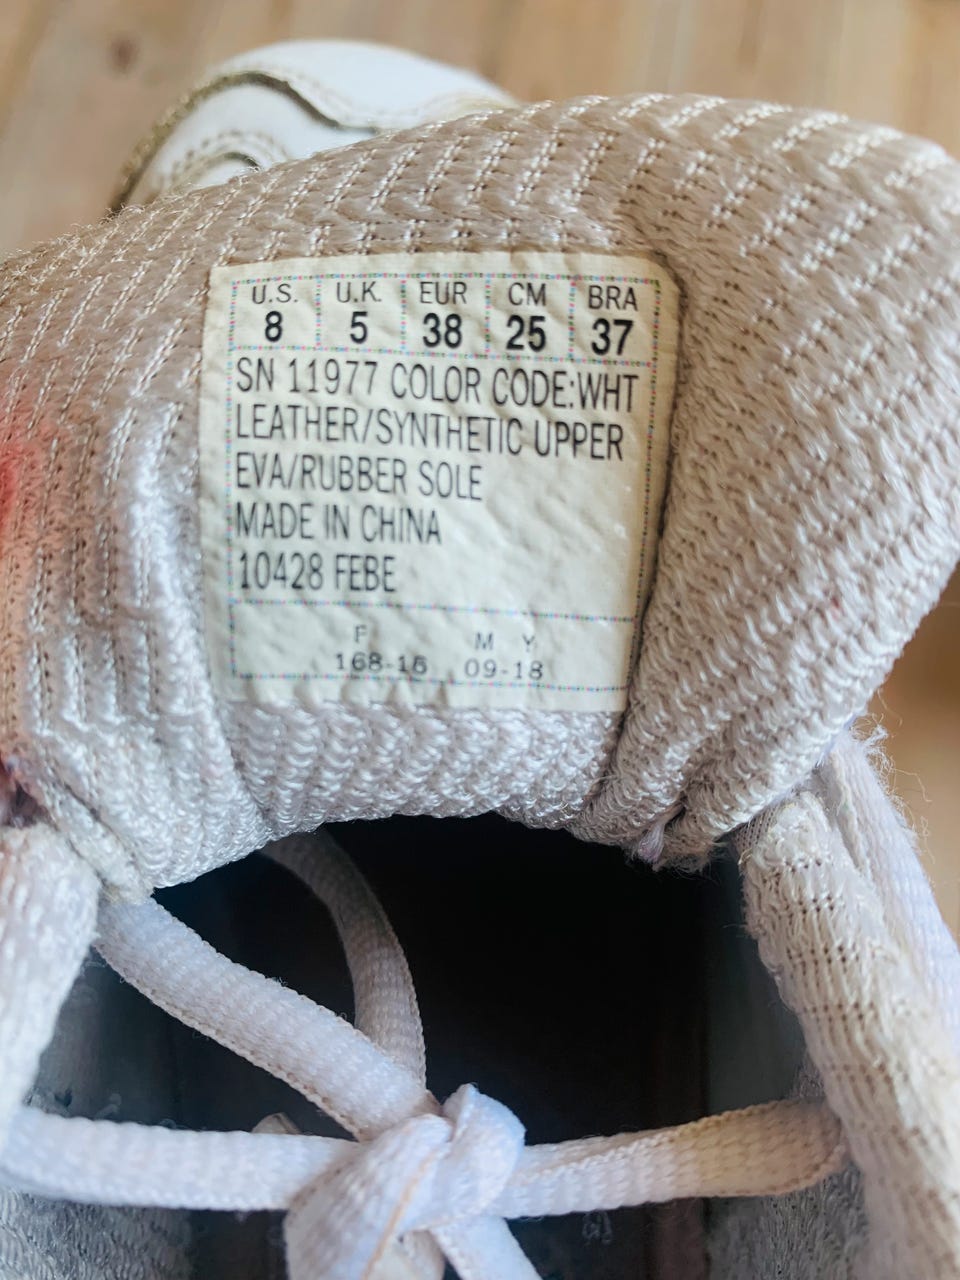 U.S. U.K. EUR CM BRA
8 5 38 25 37
SN 11977 COLOR CODE:WHT
LEATHER/SYNTHETIC UPPER
EVA/RUBBER SOLE
MADE IN CHINA
10428 FEBE
F M Y
168-16 09-18